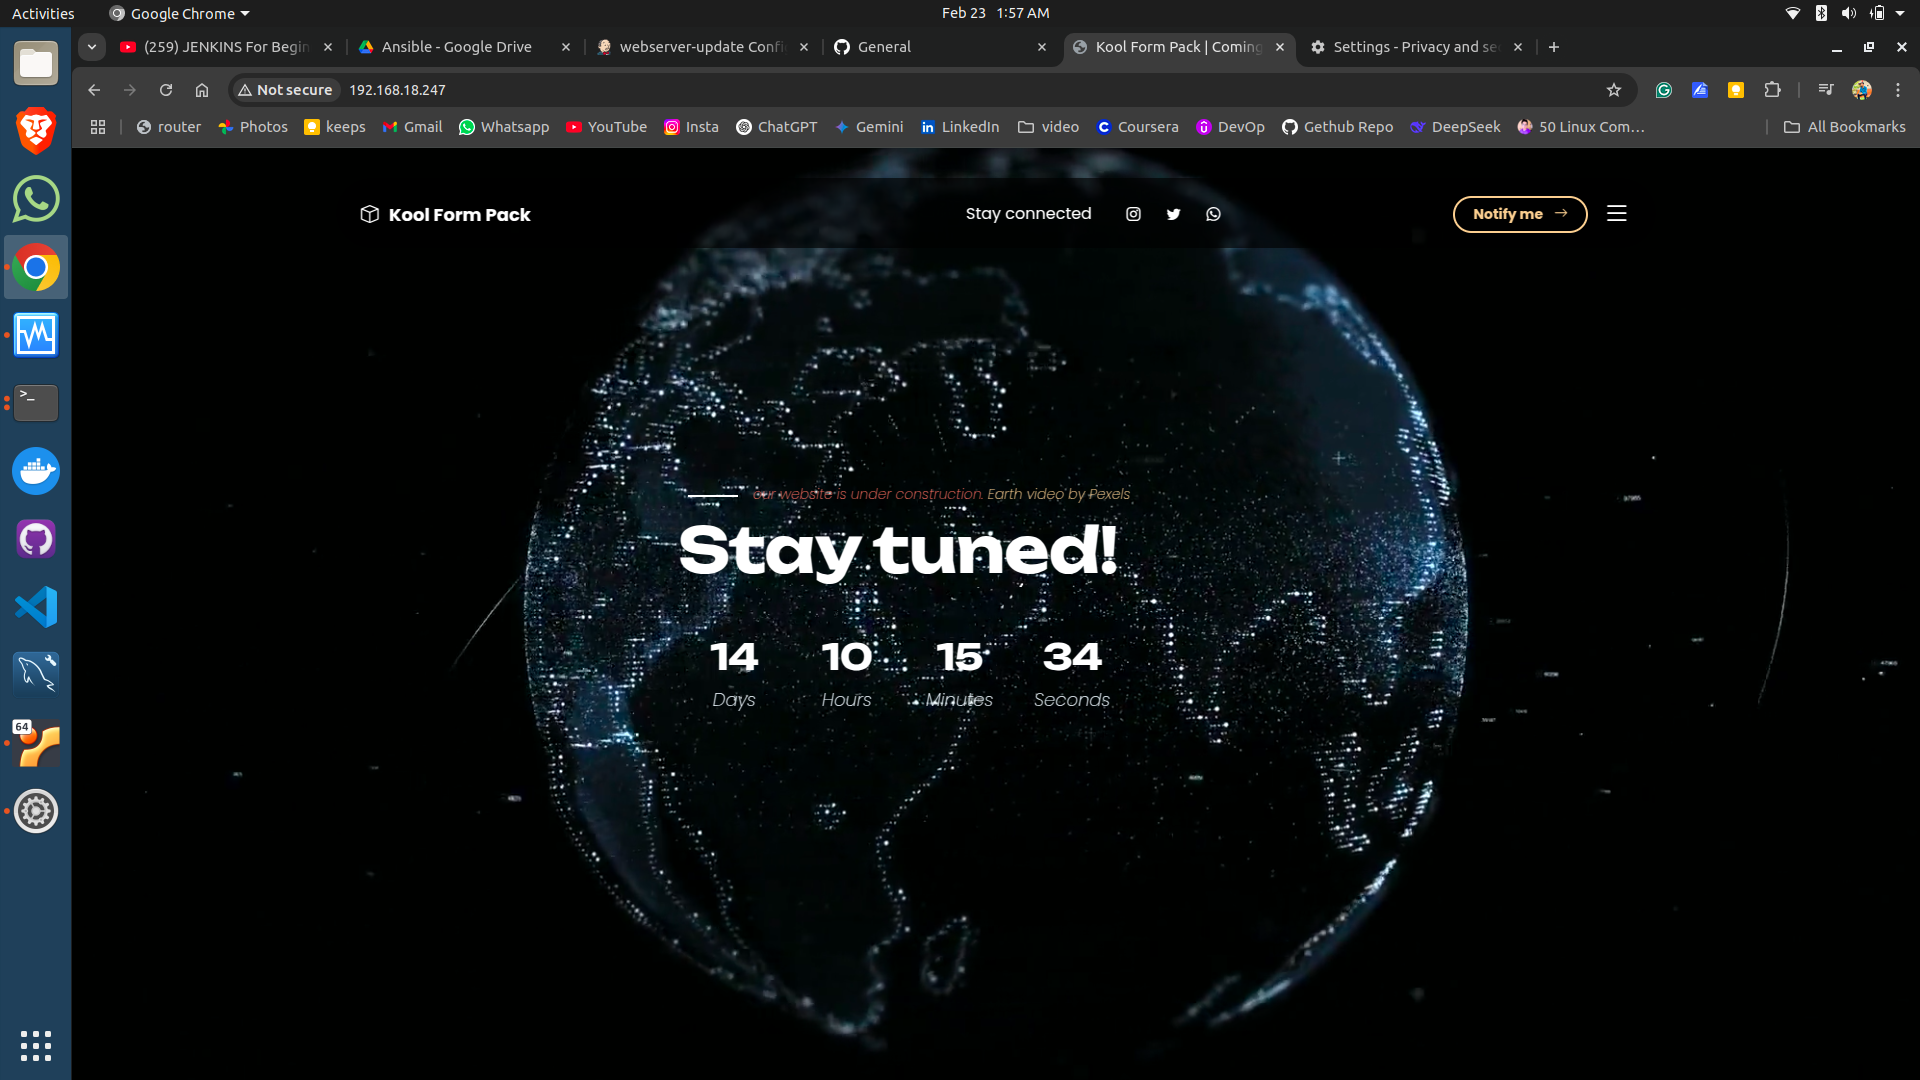 Activities Google Chrome Feb 23 1:57 AM
(259) JENKINS For Begin Ansible - Google Drive webserver-update Confi General Kool Form Pack | Coming Settings - Privacy and se
Not secure 192.168.18.247
router Photos keeps Gmail Whatsapp YouTube Insta ChatGPT Gemini LinkedIn video Coursera DevOp Gethub Repo DeepSeek 50 Linux Com... All Bookmarks
Kool Form Pack Stay connected Notify me
our website is under construction. Earth video by Pexels
Stay tuned!
14 10 15 34
Days Hours Minutes Seconds
>_
64